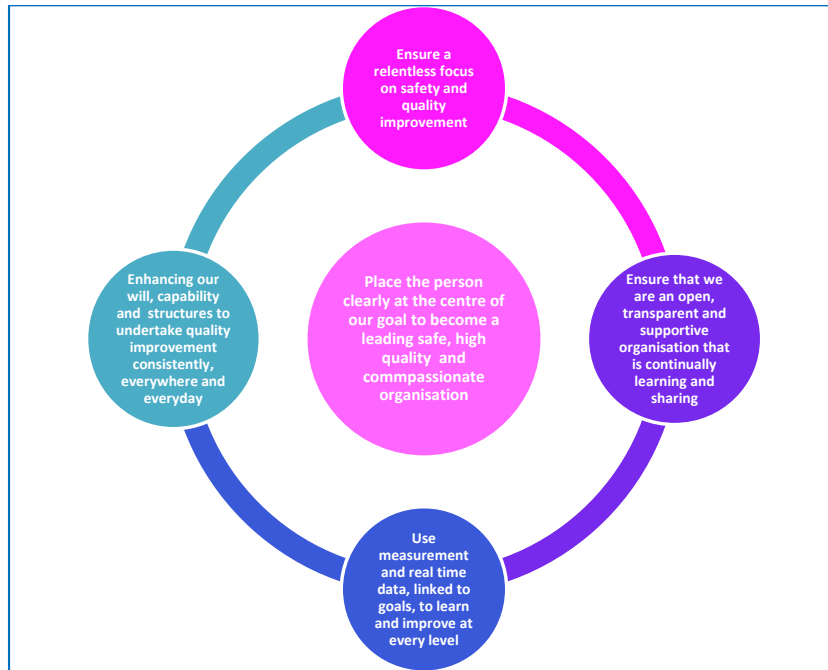 Ensure a
relentless focus
on safety and
quality
improvement
Enhancing our
will, capability
and structures to
undertake quality
improvement
consistently,
everywhere and
everyday
Place the person
clearly at the centre of
our goal to become a
leading safe, high
quality and
commpassionate
organisation
Ensure that we
are an open,
transparent and
supportive
organisation that
is continually
learning and
sharing
Use
measurement
and real time
data, linked to
goals, to learn
and improve at
every level